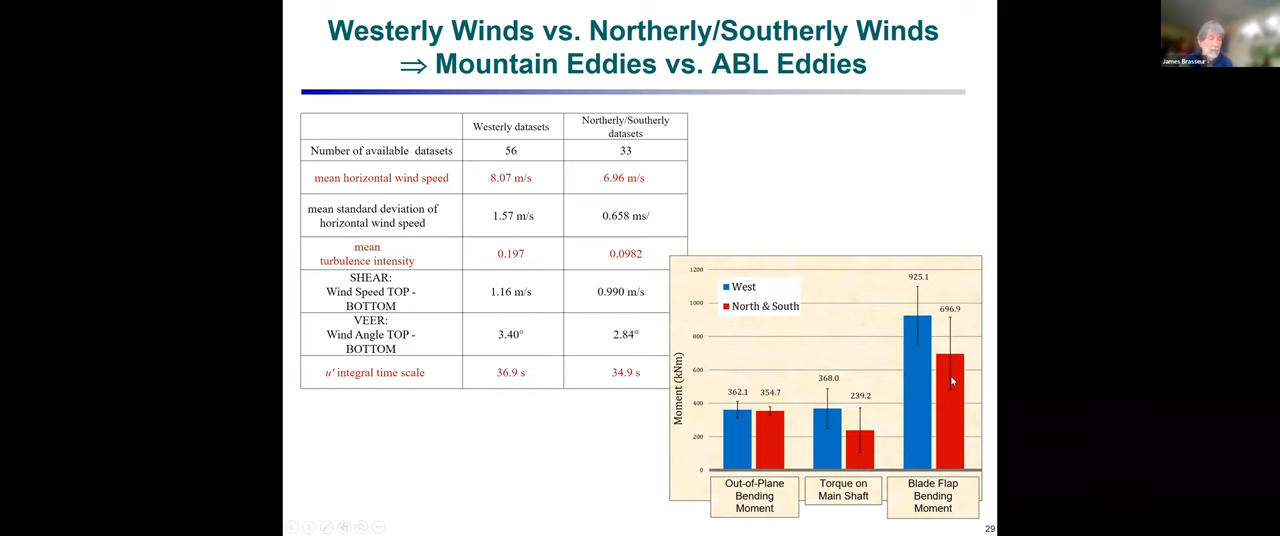 Westerly Winds vs. Northerly/Southerly Winds
⇒ Mountain Eddies vs. ABL Eddies
James Brasseur
Westerly datasets
Northerly/Southerly
datasets
Number of available datasets
56
33
mean horizontal wind speed
8.07 m/s
6.96 m/s
mean standard deviation of
horizontal wind speed
1.57 m/s
0.658 ms/
mean
turbulence intensity
0.197
0.0982
SHEAR:
Wind Speed TOP -
BOTTOM
1.16 m/s
0.990 m/s
VEER:
Wind Angle TOP -
BOTTOM
3.40°
2.84°
u' integral time scale
36.9 s
34.9 s
Moment (kNm)
1200
1000
800
600
400
200
0
West
North & South
362.1
354.7
368.0
239.2
925.1
696.9
Out-of-Plane
Bending
Moment
Torque on
Main Shaft
Blade Flap
Bending
Moment
29